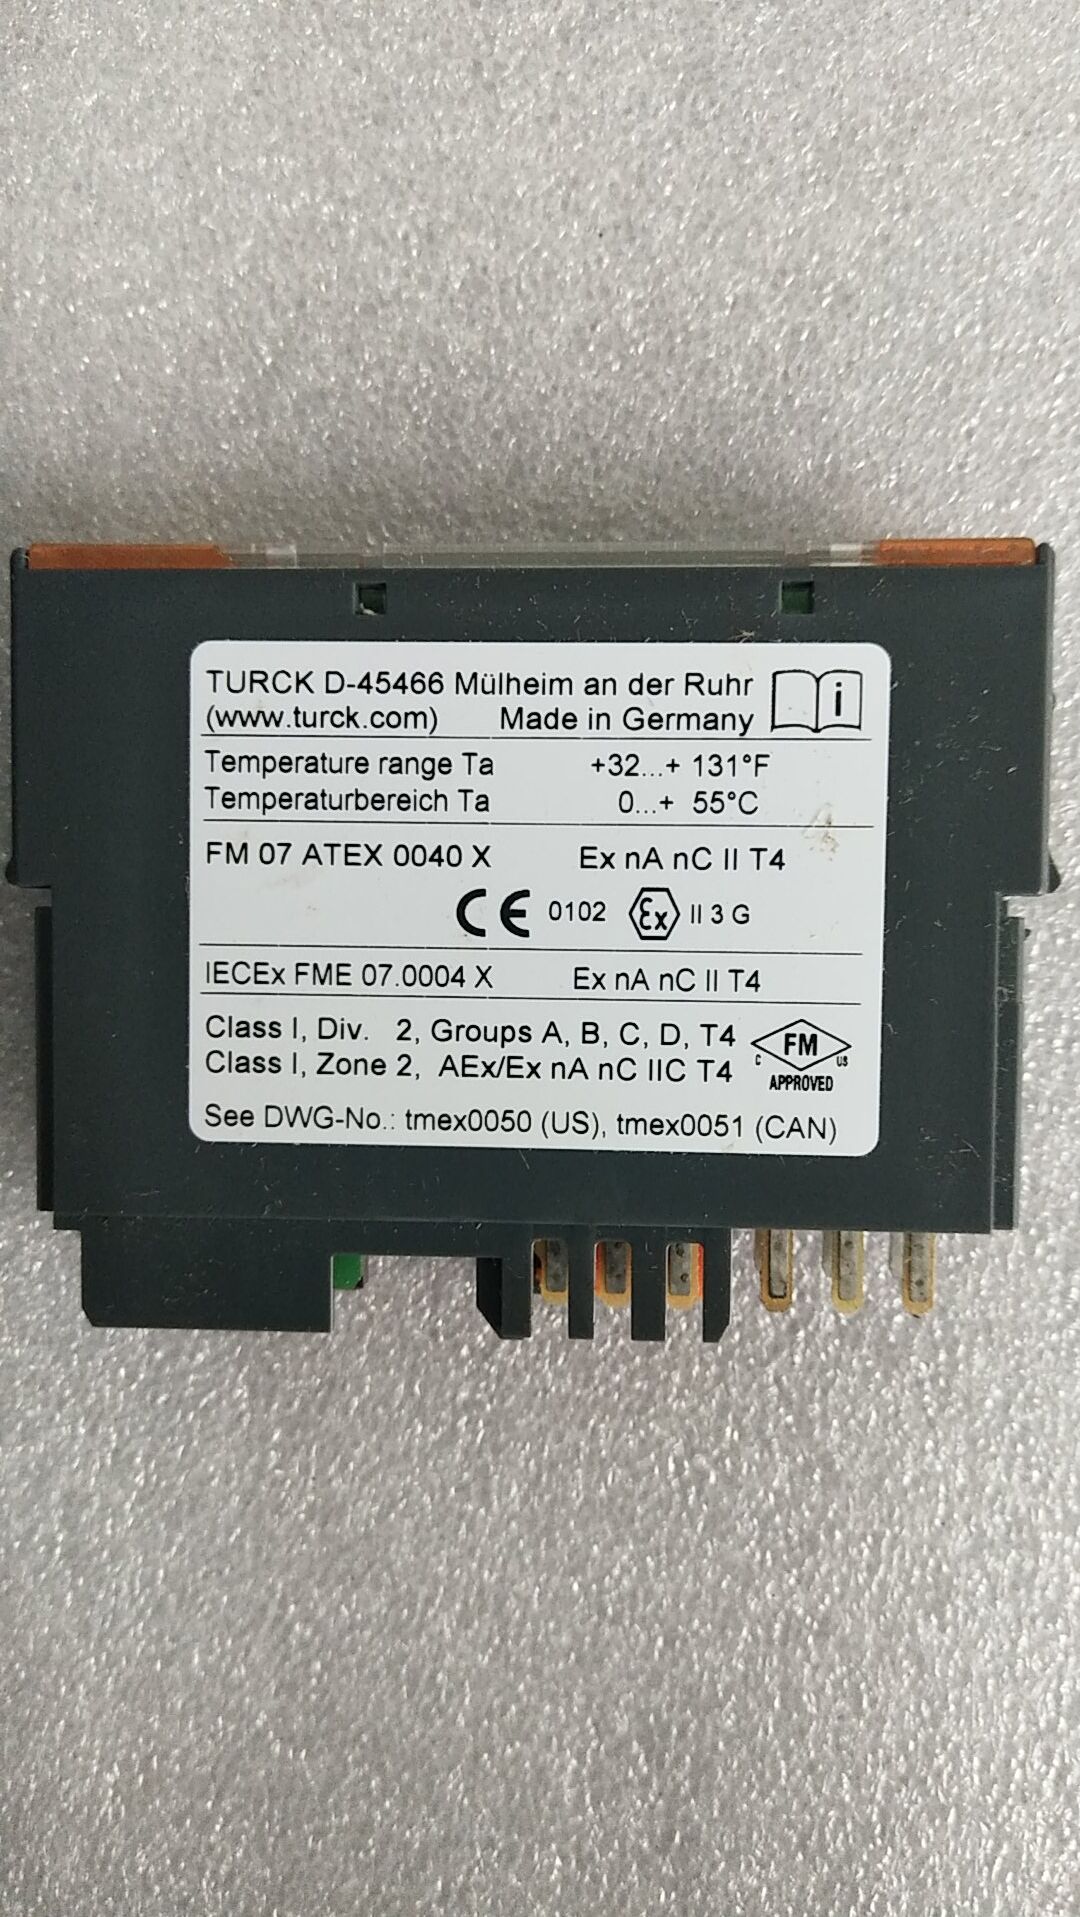 TURCK D-45466 Mülheim an der Ruhr
(www.turck.com) Made in Germany
i
Temperature range Ta +32...+ 131°F
Temperaturbereich Ta 0...+ 55°C
FM 07 ATEX 0040 X Ex nA nC II T4
CE 0102 Ex II 3 G
IECEx FME 07.0004 X Ex nA nC II T4
Class I, Div. 2, Groups A, B, C, D, T4
Class I, Zone 2, AEx/Ex nA nC IIC T4
C FM US
APPROVED
See DWG-No.: tmex0050 (US), tmex0051 (CAN)